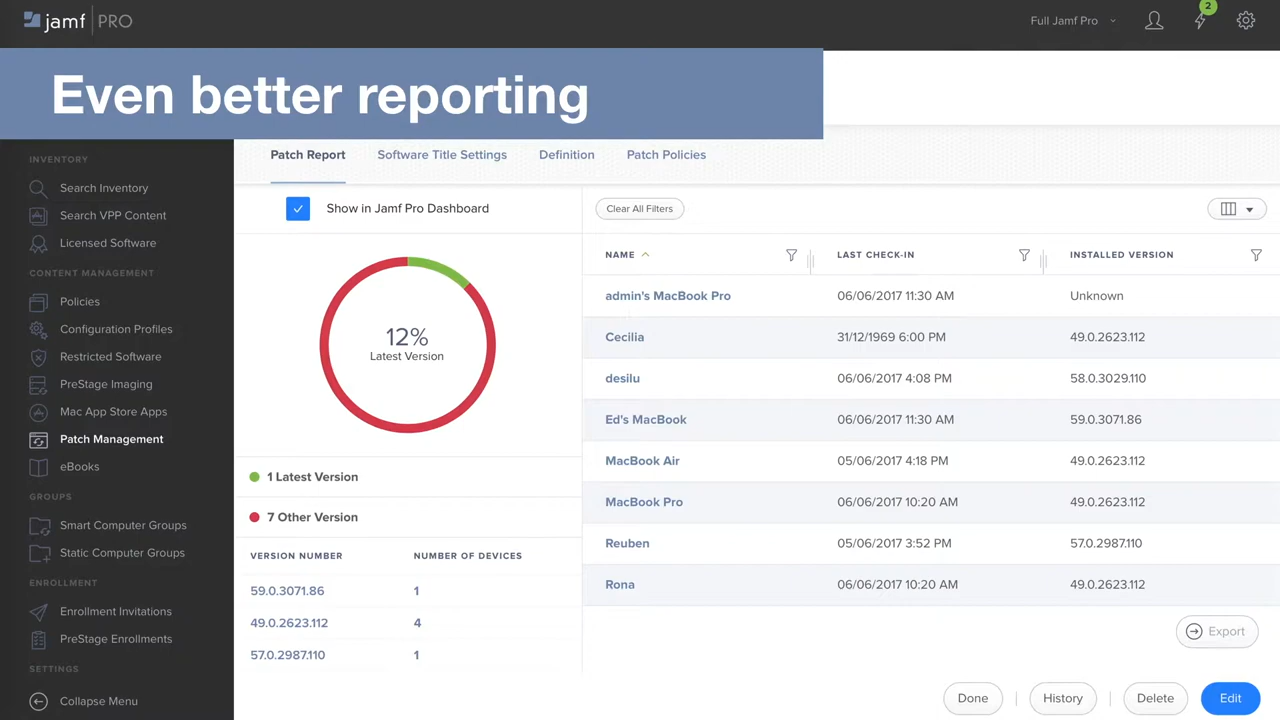 jamf PRO
Full Jamf Pro
2
Even better reporting
INVENTORY
Search Inventory
Search VPP Content
Licensed Software
CONTENT MANAGEMENT
Policies
Configuration Profiles
Restricted Software
PreStage Imaging
Mac App Store Apps
Patch Management
eBooks
GROUPS
Smart Computer Groups
Static Computer Groups
ENROLLMENT
Enrollment Invitations
PreStage Enrollments
SETTINGS
Collapse Menu
Patch Report Software Title Settings Definition Patch Policies
Show in Jamf Pro Dashboard
12%
Latest Version
1 Latest Version
7 Other Version
VERSION NUMBER NUMBER OF DEVICES
59.0.3071.86 1
49.0.2623.112 4
57.0.2987.110 1
Clear All Filters
NAME LAST CHECK-IN INSTALLED VERSION
admin's MacBook Pro 06/06/2017 11:30 AM Unknown
Cecilia 31/12/1969 6:00 PM 49.0.2623.112
desilu 06/06/2017 4:08 PM 58.0.3029.110
Ed's MacBook 06/06/2017 11:30 AM 59.0.3071.86
MacBook Air 05/06/2017 4:18 PM 49.0.2623.112
MacBook Pro 06/06/2017 10:20 AM 49.0.2623.112
Reuben 05/06/2017 3:52 PM 57.0.2987.110
Rona 06/06/2017 10:20 AM 49.0.2623.112
Export
Done History Delete Edit